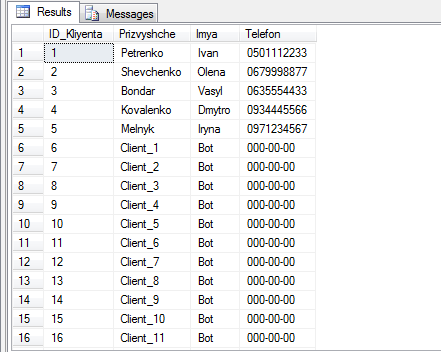 Results Messages
ID_Kliyenta Prizvyshche Imya Telefon
1 1 Petrenko Ivan 0501112233
2 2 Shevchenko Olena 0679998877
3 3 Bondar Vasyl 0635554433
4 4 Kovalenko Dmytro 0934445566
5 5 Melnyk Iryna 0971234567
6 6 Client_1 Bot 000-00-00
7 7 Client_2 Bot 000-00-00
8 8 Client_3 Bot 000-00-00
9 9 Client_4 Bot 000-00-00
10 10 Client_5 Bot 000-00-00
11 11 Client_6 Bot 000-00-00
12 12 Client_7 Bot 000-00-00
13 13 Client_8 Bot 000-00-00
14 14 Client_9 Bot 000-00-00
15 15 Client_10 Bot 000-00-00
16 16 Client_11 Bot 000-00-00